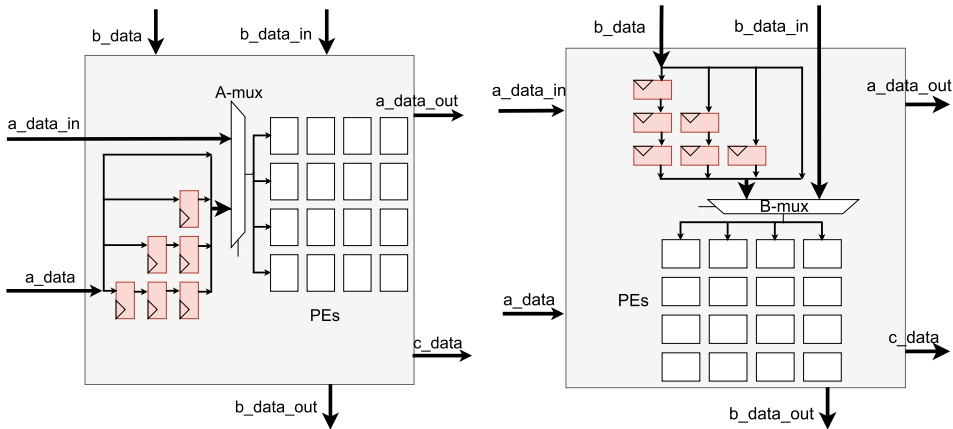 b_data
b_data_in
A-mux
a_data_in
a_data_out
a_data
PEs
c_data
b_data_out
b_data
b_data_in
a_data_in
a_data_out
B-mux
a_data
PEs
c_data
b_data_out